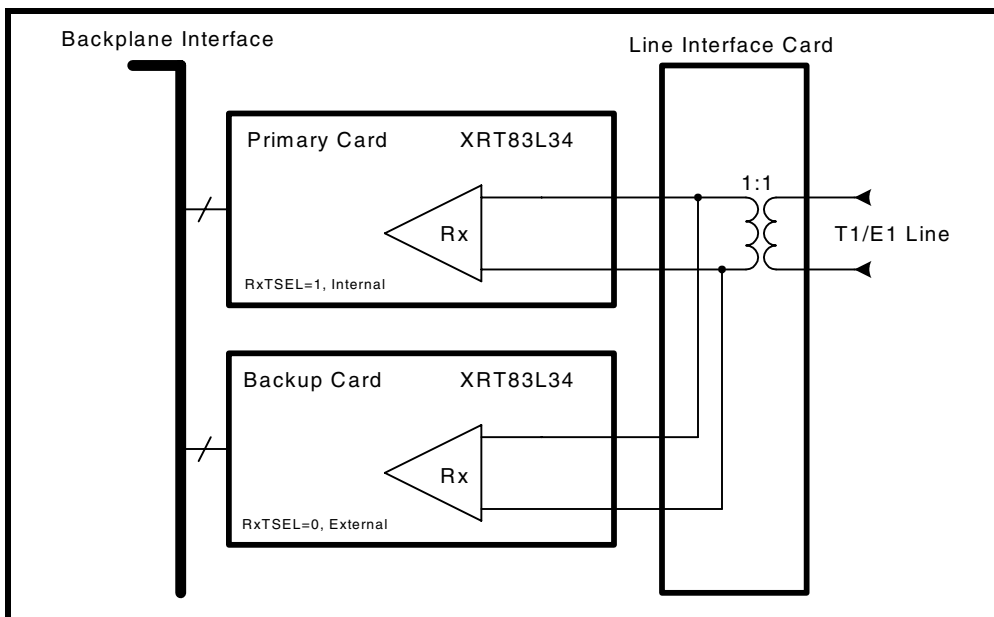 Backplane Interface
Line Interface Card
Primary Card XRT83L34
Rx
RxTSEL=1, Internal
1:1
T1/E1 Line
Backup Card XRT83L34
Rx
RxTSEL=0, External